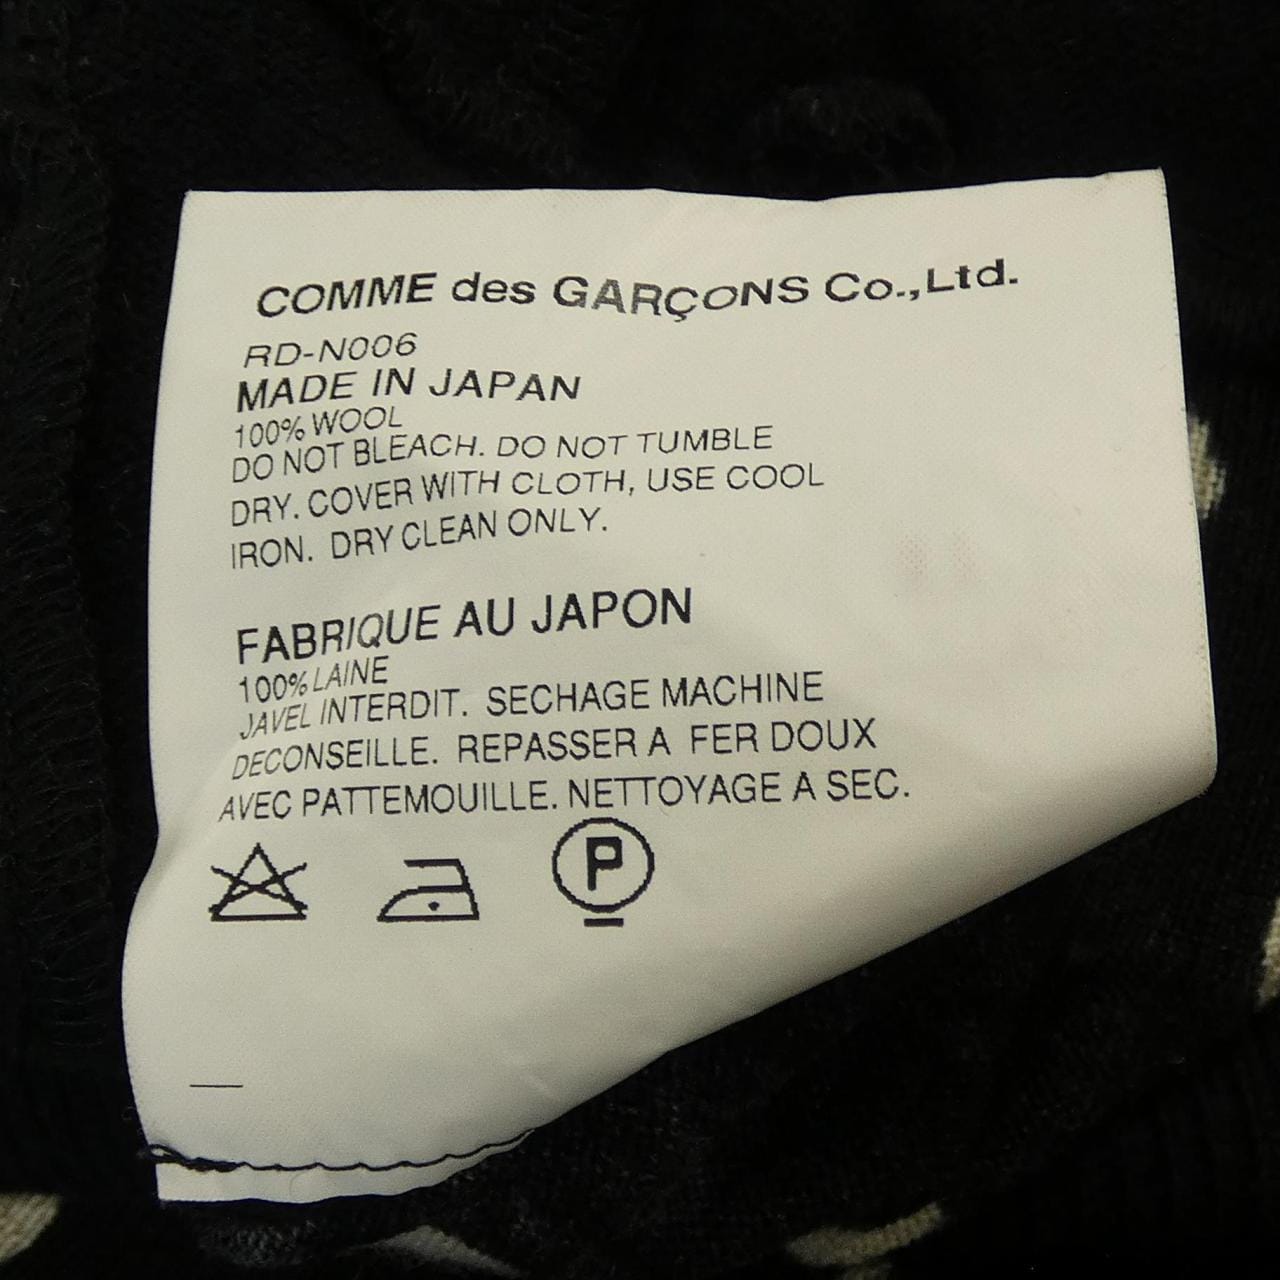 COMME des GARÇONS Co.,Ltd.
RD-N006
MADE IN JAPAN
100% WOOL
DO NOT BLEACH. DO NOT TUMBLE
DRY. COVER WITH CLOTH, USE COOL
IRON. DRY CLEAN ONLY.
FABRIQUE AU JAPON
100% LAINE
JAVEL INTERDIT. SECHAGE MACHINE
DECONSEILLE. REPASSER A FER DOUX
AVEC PATTEMOUILLE. NETTOYAGE A SEC.
P